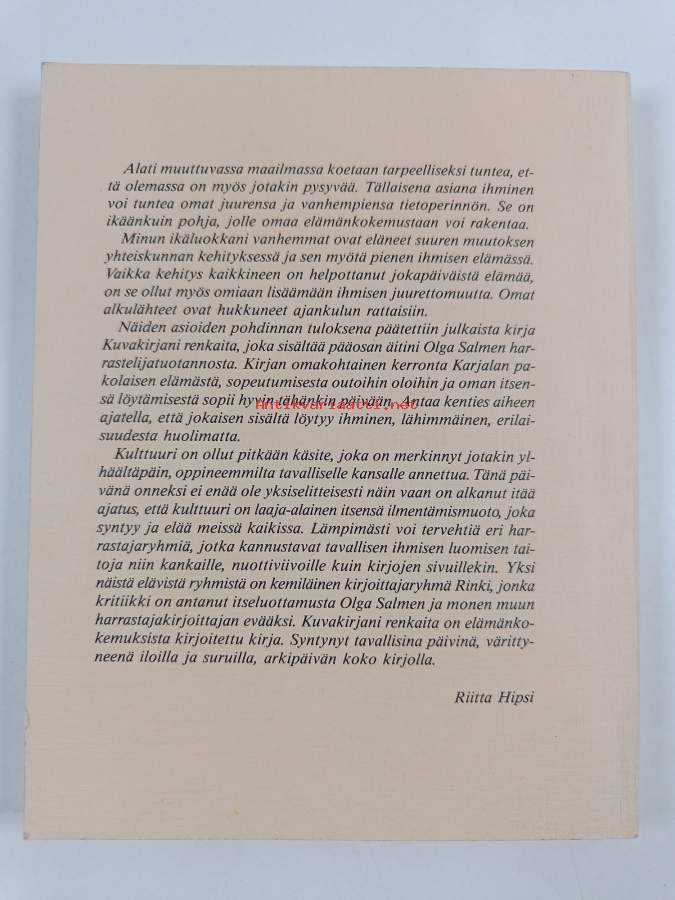 Alati muuttuvassa maailmassa koetaan tarpeelliseksi tuntea, et-
tä olemassa on myös jotakin pysyvää. Tällaisena asiana ihminen
voi tuntea omat juurensa ja vanhempiensa tietoperinnön. Se on
ikäänkuin pohja, jolle omaa elämänkokemustaan voi rakentaa.
Minun ikäluokkani vanhemmat ovat eläneet suuren muutoksen
yhteiskunnan kehityksessä ja sen myötä pienen ihmisen elämässä.
Vaikka kehitys kaikkineen on helpottanut jokapäiväistä elämää,
on se ollut myös omiaan lisäämään ihmisen juurettomuutta. Omat
alkulähteet ovat hukkuneet ajankulun rattaisiin.
Näiden asioiden pohdinnan tuloksena päätettiin julkaista kirja
Kuvakirjani renkaita, joka sisältää pääosan äitini Olga Salmen har-
rastelijatuotannosta. Kirjan omakohtainen kerronta Karjalan pa-
kolaisen elämästä, sopeutumisesta outoihin oloihin ja oman itsen-
sä löytämisestä sopii hyvin tähänkin päivään. Antaa kenties aiheen
Antikvariaatti.net
ajatella, että jokaisen sisältä löytyy ihminen, lähimmäinen, erilai-
suudesta huolimatta.
Kulttuuri on ollut pitkään käsite, joka on merkinnyt jotakin yl-
häältäpäin, oppineemmilta tavalliselle kansalle annettua. Tänä päi-
vänä onneksi ei enää ole yksiselitteisesti näin vaan on alkanut itää
ajatus, että kulttuuri on laaja-alainen itsensä ilmentämismuoto, joka
syntyy ja elää meissä kaikissa. Lämpimästi voi tervehtiä eri har-
rastajaryhmiä, jotka kannustavat tavallisen ihmisen luomisen tai-
toja niin kankaille, nuottiviivoille kuin kirjojen sivuillekin. Yksi
näistä elävistä ryhmistä on kemiläinen kirjoittajaryhmä Rinki, jonka
kritiikki on antanut itseluottamusta Olga Salmen ja monen muun
harrastajakirjoittajan evääksi. Kuvakirjani renkaita on elämänko-
kemuksista kirjoitettu kirja. Syntynyt tavallisina päivinä, väritty-
neenä iloilla ja suruilla, arkipäivän koko kirjolla.
Riitta Hipsi